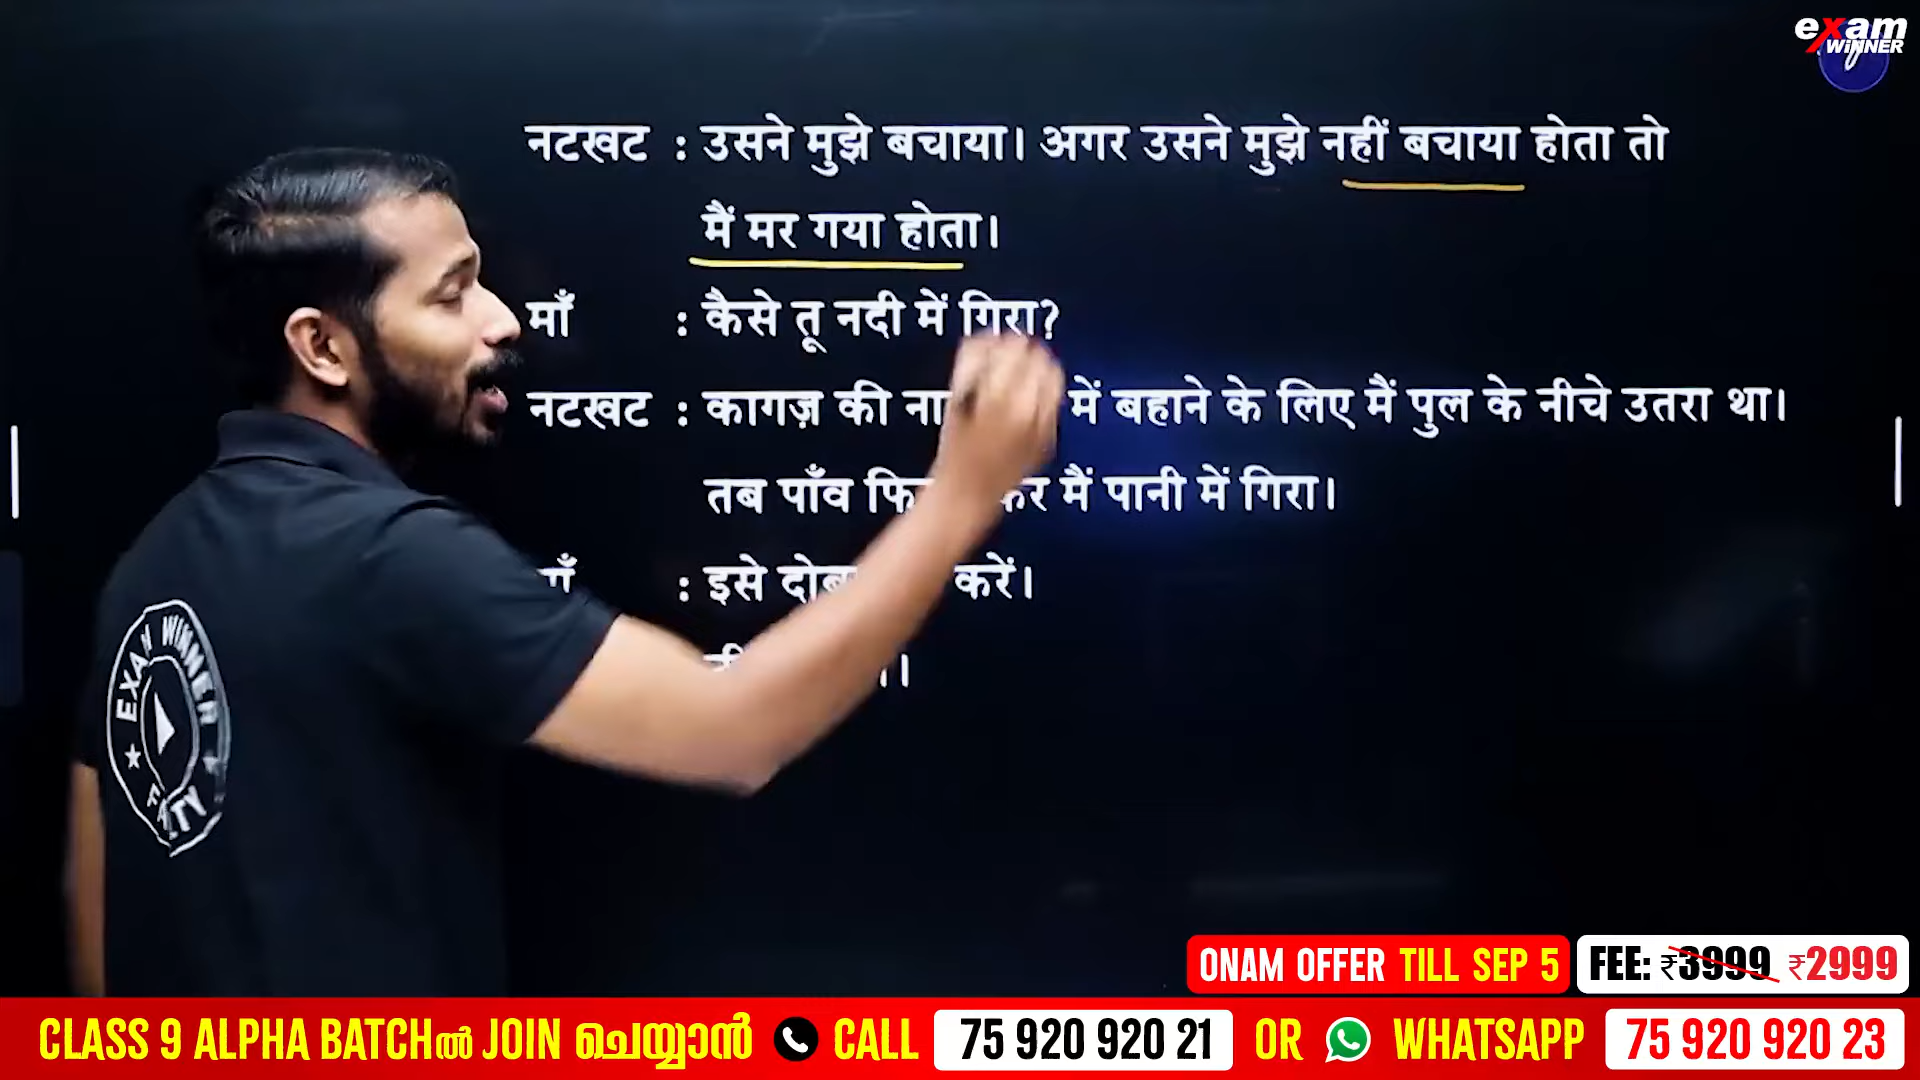 exam
WINNER
नटखट : उसने मुझे बचाया। अगर उसने मुझे नहीं बचाया होता तो
मैं मर गया होता।
माँ : कैसे तू नदी में गिरा?
नटखट : कागज़ की में बहाने के लिए मैं पुल के नीचे उतरा था।
तब पाँव मैं पानी में गिरा।
: इसे करें।
EXAM WINNER
ONAM OFFER TILL SEP 5 FEE: ₹3999 ₹2999
CLASS 9 ALPHA BATCHൽ JOIN ചെയ്യാൻ CALL 75 920 920 21 OR WHATSAPP 75 920 920 23